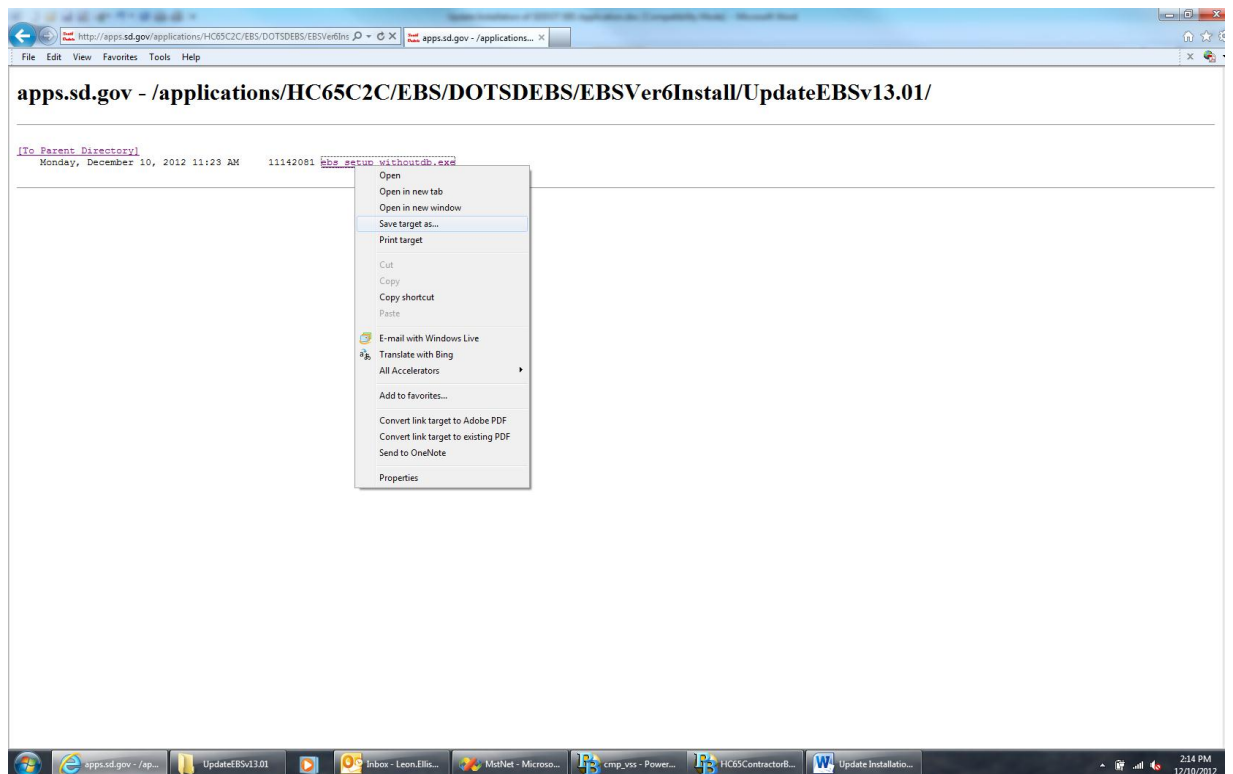 http://apps.sd.gov/applications/HC65C2C/EBS/DOTSDEBS/EBSVer6Ins
apps.sd.gov - /applications...
File Edit View Favorites Tools Help
apps.sd.gov - /applications/HC65C2C/EBS/DOTSDEBS/EBSVer6Install/UpdateEBSv13.01/
[To Parent Directory]
Monday, December 10, 2012 11:23 AM 11142081 ebs setup withoutdb.exe
Open
Open in new tab
Open in new window
Save target as...
Print target
Cut
Copy
Copy shortcut
Paste
E-mail with Windows Live
Translate with Bing
All Accelerators
Add to favorites...
Convert link target to Adobe PDF
Convert link target to existing PDF
Send to OneNote
Properties
apps.sd.gov - /ap... UpdateEBSv13.01 Inbox - Leon.Ellis... MstNet - Microso... cmp_vss - Power... HC65ContractorB... Update Installatio... 2:14 PM
12/10/2012